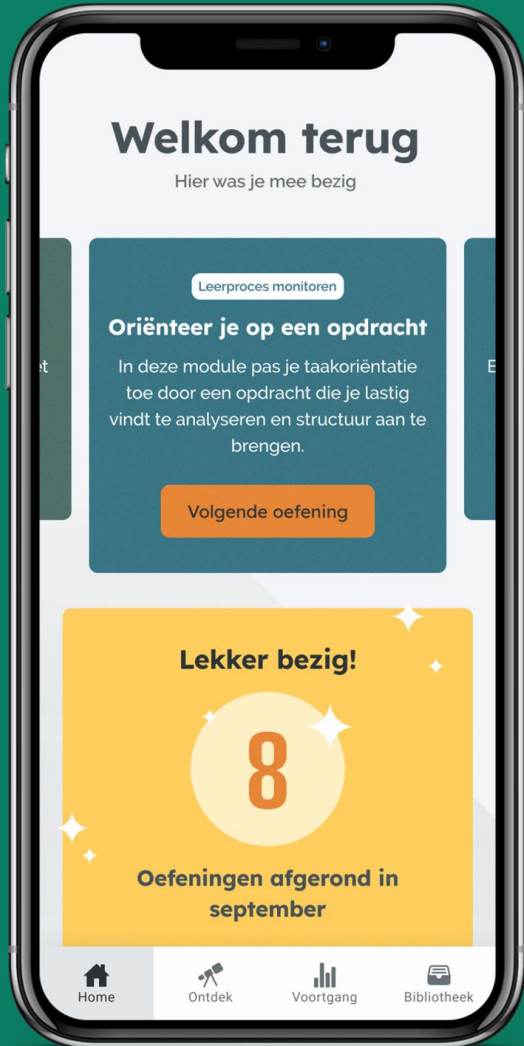 Welkom terug
Hier was je mee bezig
Leerproces monitoren
Oriënteer je op een opdracht
In deze module pas je taakoriëntatie
toe door een opdracht die je lastig
vindt te analyseren en structuur aan te
brengen.
Volgende oefening
Lekker bezig!
8
Oefeningen afgerond in
september
Home
Ontdek
Voortgang
Bibliotheek